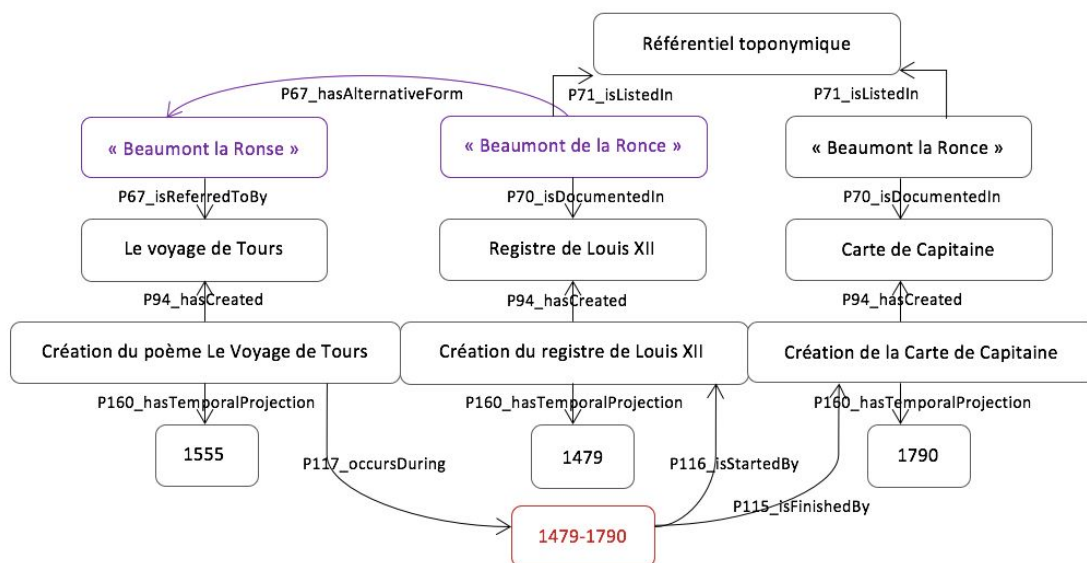 Référentiel toponymique
P67_hasAlternativeForm
P71_isListedIn
P71_isListedIn
« Beaumont la Ronse »
« Beaumont de la Ronce »
« Beaumont la Ronce »
P67_isReferredToBy
P70_isDocumentedIn
P70_isDocumentedIn
Le voyage de Tours
Registre de Louis XII
Carte de Capitaine
P94_hasCreated
P94_hasCreated
P94_hasCreated
Création du poème Le Voyage de Tours
Création du registre de Louis XII
Création de la Carte de Capitaine
P160_hasTemporalProjection
P160_hasTemporalProjection
P160_hasTemporalProjection
1555
1479
1790
P117_occursDuring
P116_isStartedBy
P115_isFinishedBy
1479-1790